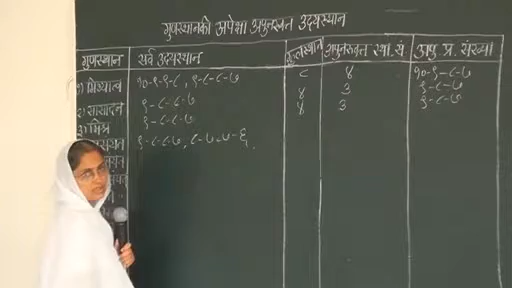 गुणस्थानकी अपेक्षा अपुनरुक्त उदयस्थान
गुणस्थान सर्व उदयस्थान कुलस्थान अपुनरुक्त स्था. सं. अपु. प्र. संख्या
१) मिथ्यात्व १०-९-९-८, ९-८-८-७ ८ ४ १०-९-८-७
२) सासादन ९-८-८-७ ४ ३ ९-८-७
३) मिश्र ९-८-८-७ ४ ३ ९-८-७
९-८-८-७, ८-७-७-६